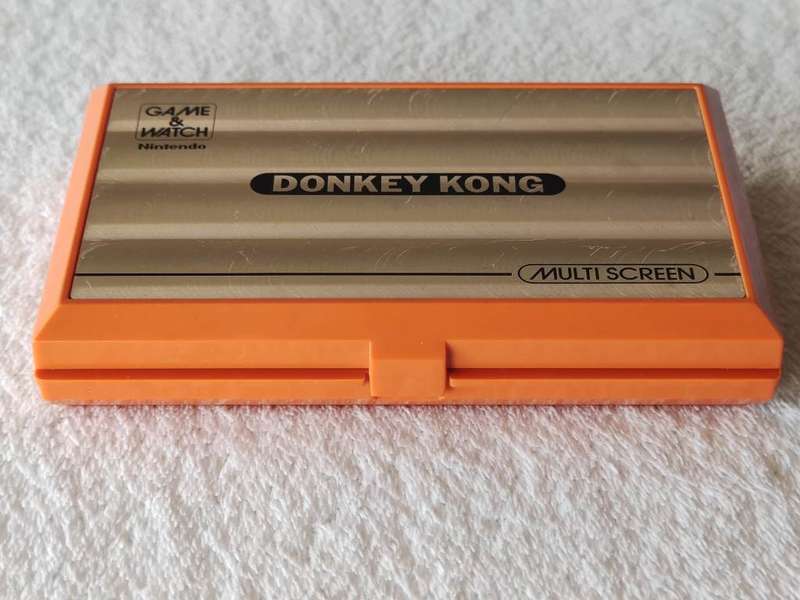 GAME
&
WATCH
Nintendo
DONKEY KONG
MULTI SCREEN